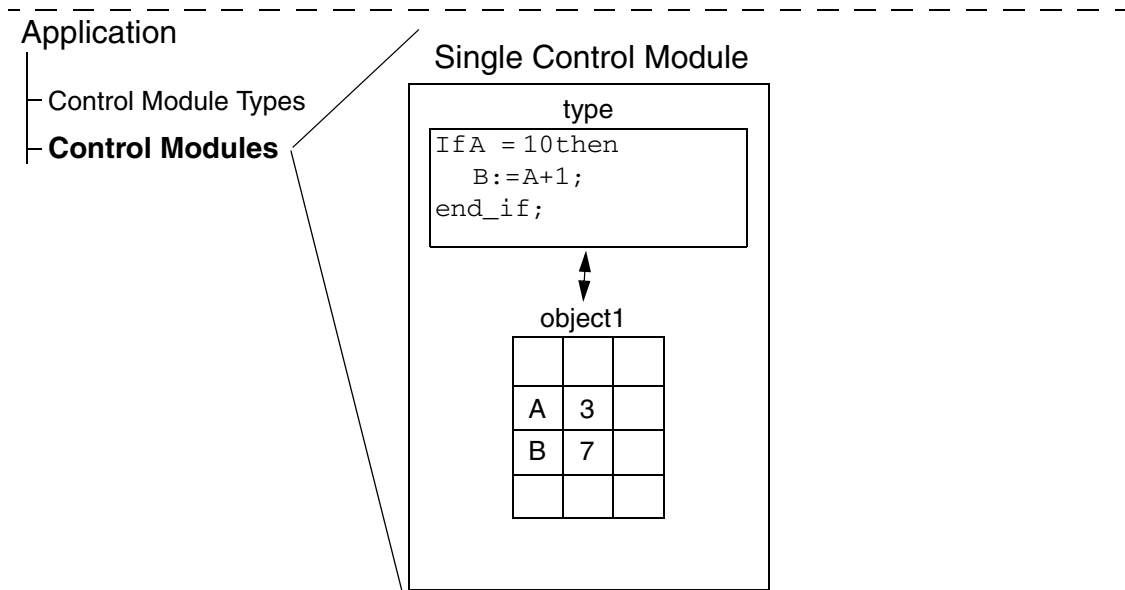 Application
Control Module Types
Control Modules
Single Control Module
type
IfA = 10then
B:=A+1;
end_if;
object1
A 3
B 7